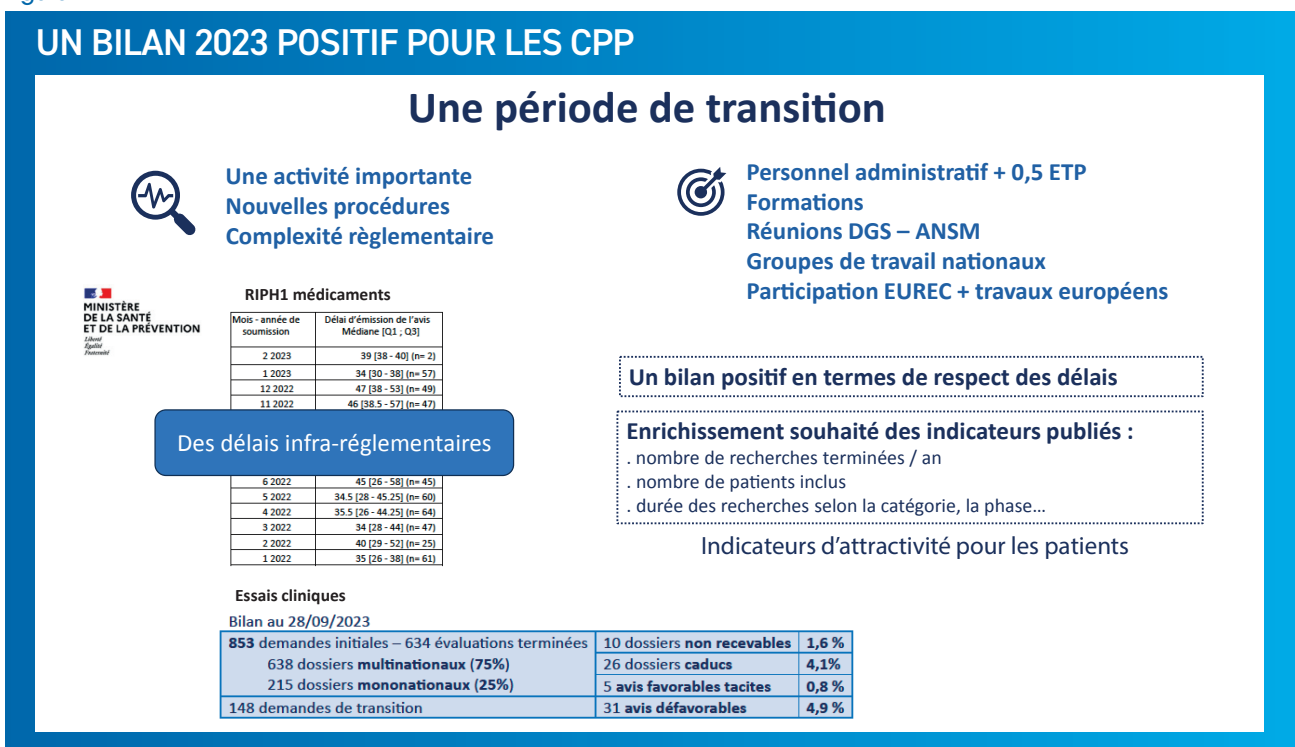 UN BILAN 2023 POSITIF POUR LES CPP
Une période de transition
Une activité importante
Nouvelles procédures
Complexité règlementaire
Personnel administratif + 0,5 ETP
Formations
Réunions DGS – ANSM
Groupes de travail nationaux
Participation EUREC + travaux européens
MINISTÈRE
DE LA SANTÉ
ET DE LA PRÉVENTION
Liberté
Égalité
Fraternité
RIPH1 médicaments
Mois - année de soumission | Délai d'émission de l'avis Médiane [Q1 ; Q3]
2 2023 | 39 [38 - 40] (n= 2)
1 2023 | 34 [30 - 38] (n= 57)
12 2022 | 47 [38 - 53] (n= 49)
11 2022 | 46 [38.5 - 57] (n= 47)
Des délais infra-réglementaires
6 2022 | 45 [26 - 58] (n= 45)
5 2022 | 34.5 [28 - 45.25] (n= 60)
4 2022 | 35.5 [26 - 44.25] (n= 64)
3 2022 | 34 [28 - 44] (n= 47)
2 2022 | 40 [29 - 52] (n= 25)
1 2022 | 35 [26 - 38] (n= 61)
Un bilan positif en termes de respect des délais
Enrichissement souhaité des indicateurs publiés :
. nombre de recherches terminées / an
. nombre de patients inclus
. durée des recherches selon la catégorie, la phase...
Indicateurs d'attractivité pour les patients
Essais cliniques
Bilan au 28/09/2023
853 demandes initiales – 634 évaluations terminées | 10 dossiers non recevables | 1,6 %
638 dossiers multinationaux (75%) | 26 dossiers caducs | 4,1%
215 dossiers mononationaux (25%) | 5 avis favorables tacites | 0,8 %
148 demandes de transition | 31 avis défavorables | 4,9 %